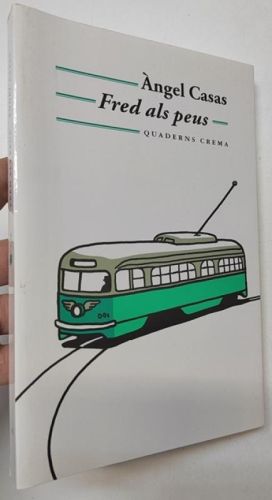 Àngel Casas
Fred als peus
QUADERNS CREMA